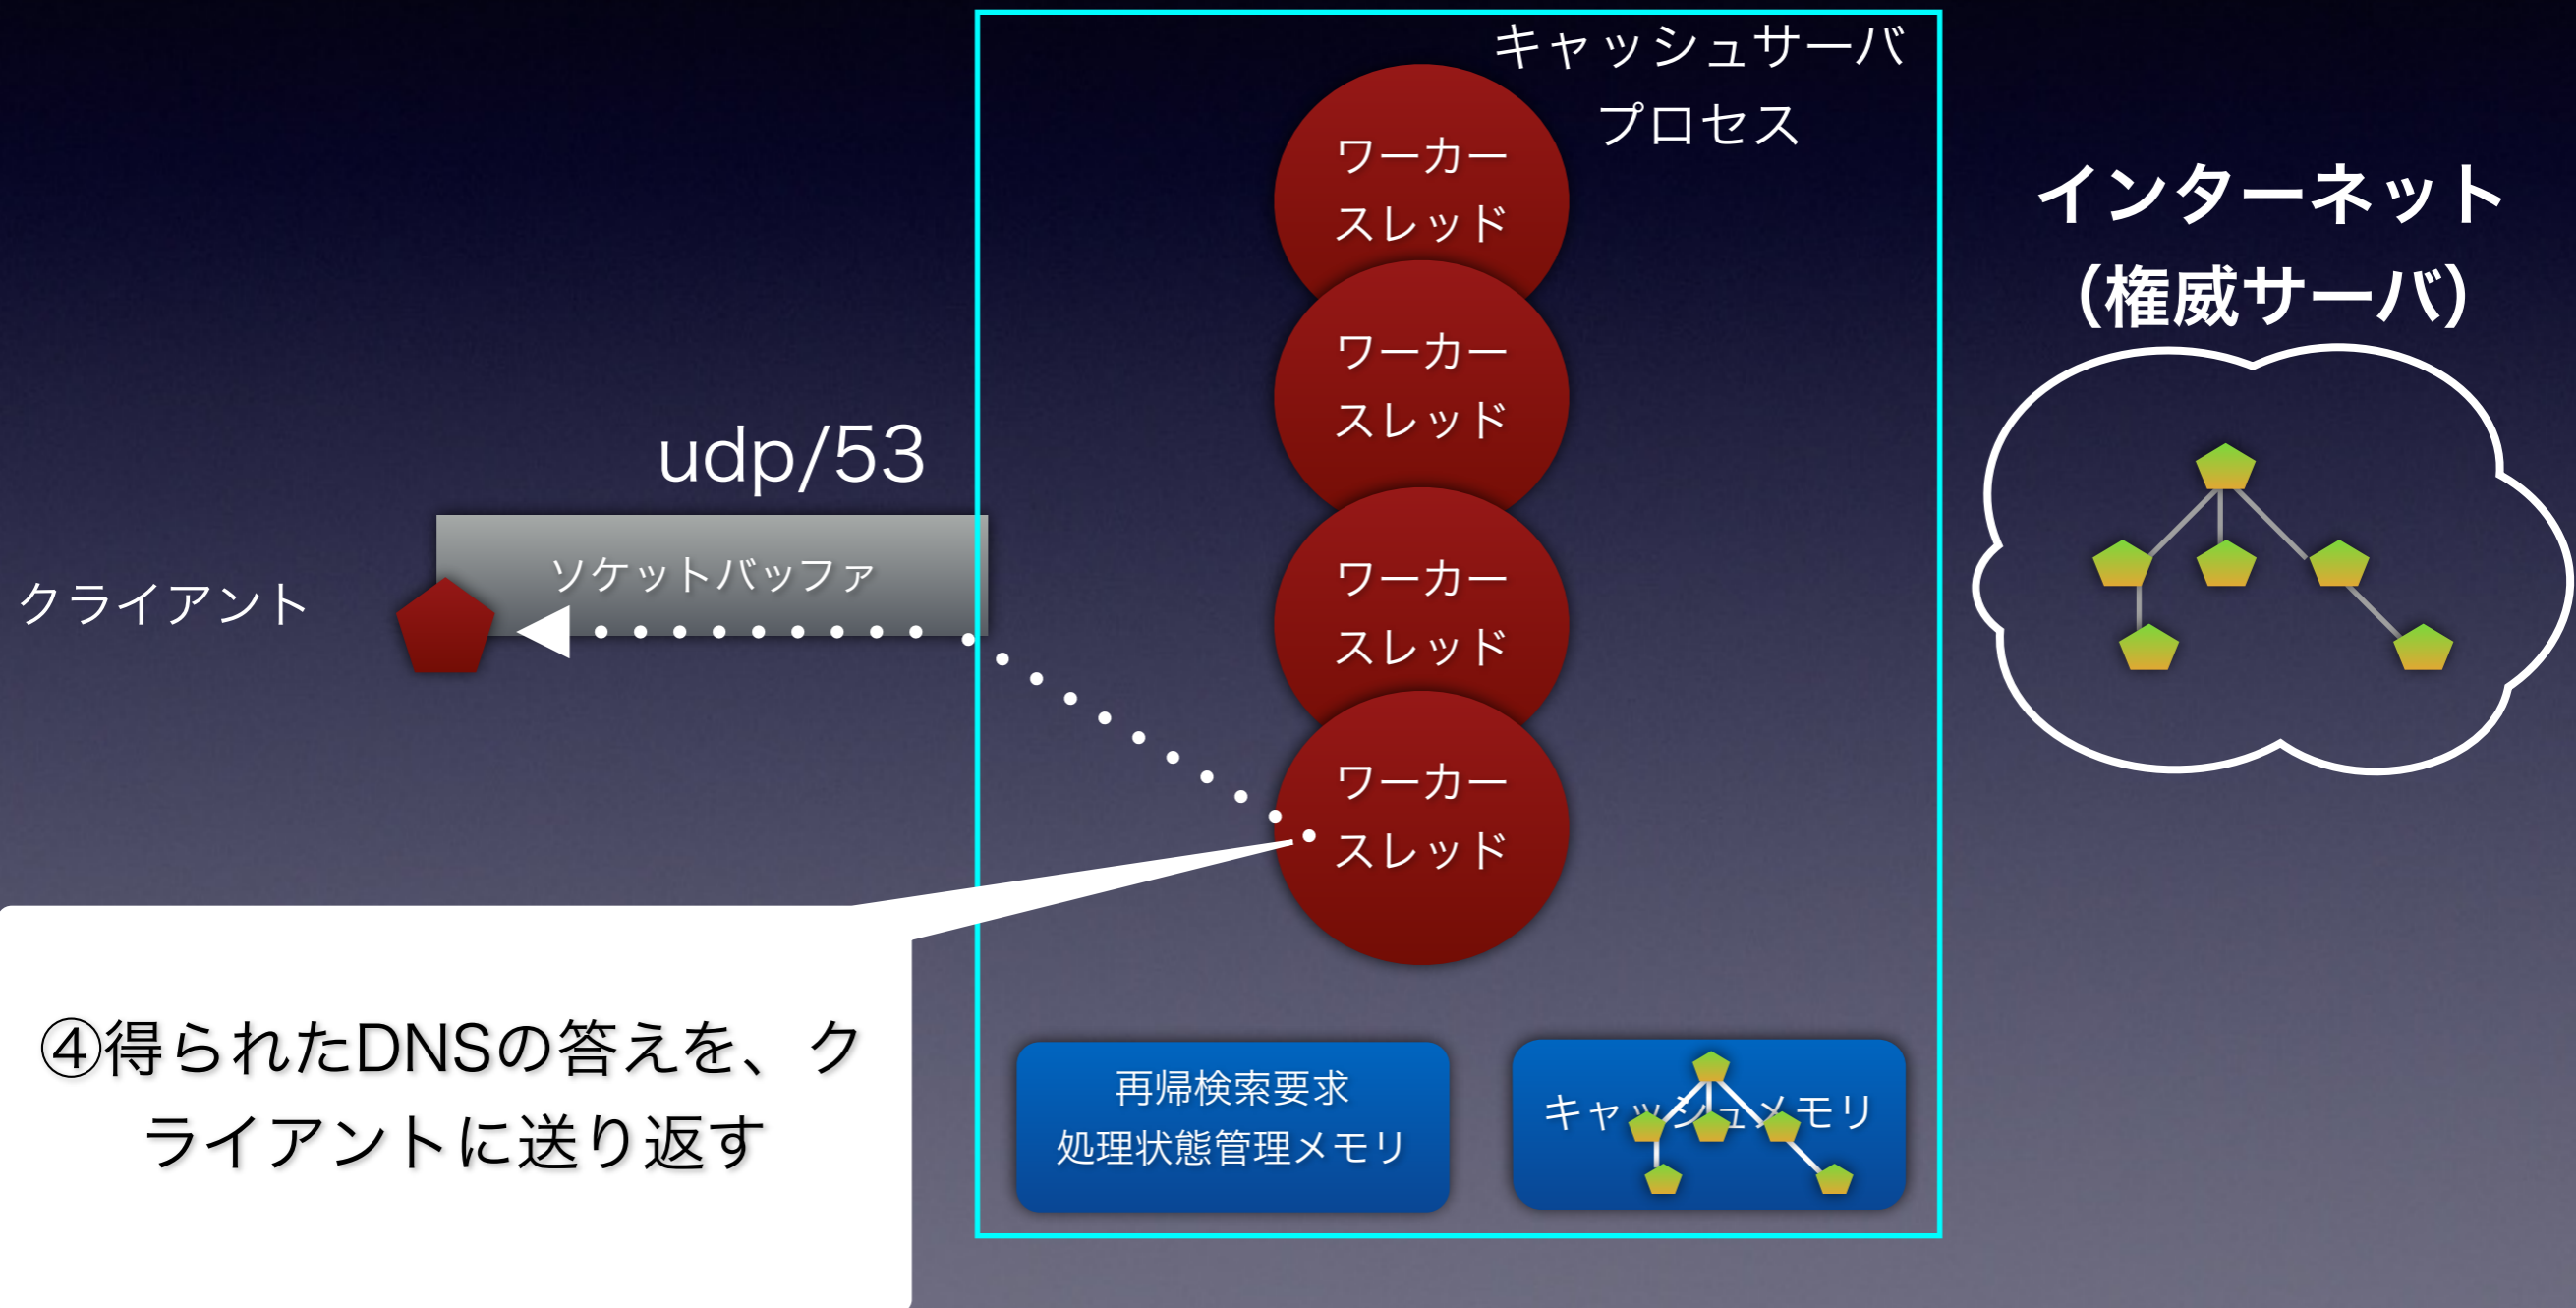 キャッシュサーバ
プロセス
ワーカー
スレッド
ワーカー
スレッド
ワーカー
スレッド
ワーカー
スレッド
インターネット
（権威サーバ）
udp/53
ソケットバッファ
クライアント
④得られたDNSの答えを、ク
ライアントに送り返す
再帰検索要求
処理状態管理メモリ
キャッシュメモリ